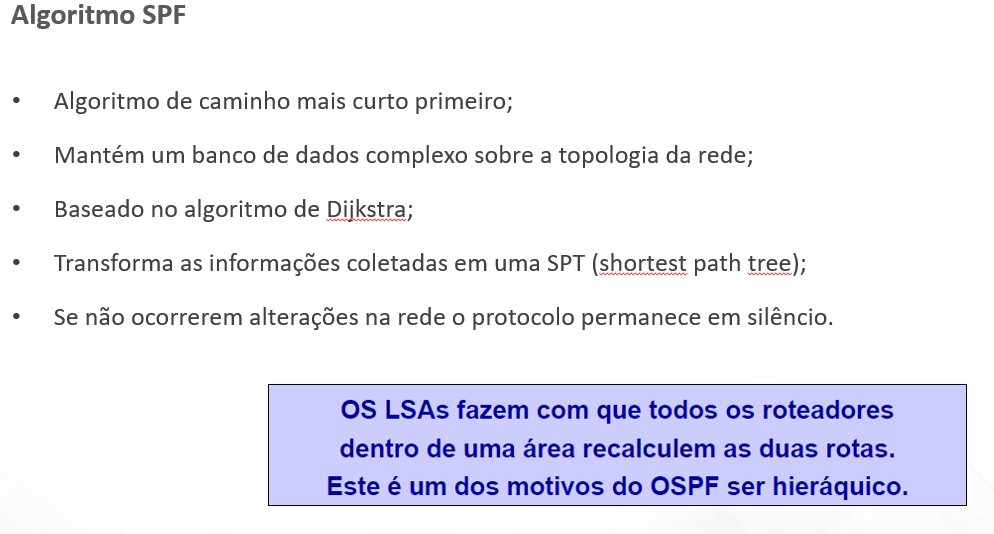 Algoritmo SPF
• Algoritmo de caminho mais curto primeiro;
• Mantém um banco de dados complexo sobre a topologia da rede;
• Baseado no algoritmo de Dijkstra;
• Transforma as informações coletadas em uma SPT (shortest path tree);
• Se não ocorrerem alterações na rede o protocolo permanece em silêncio.
OS LSAs fazem com que todos os roteadores
dentro de uma área recalculem as duas rotas.
Este é um dos motivos do OSPF ser hieráquico.